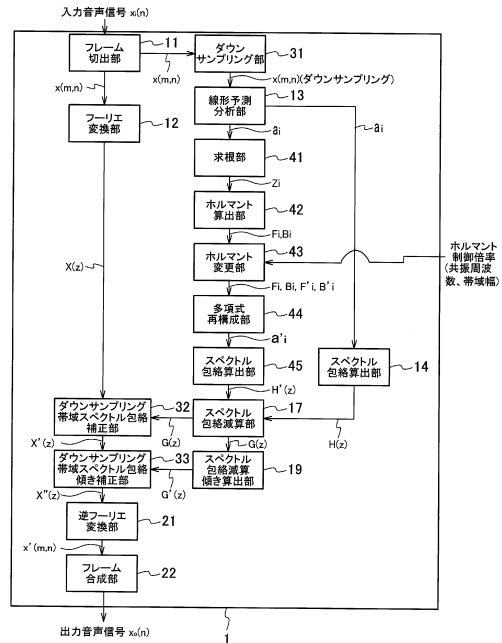 入力音声信号 xi(n)
フレーム
切出部
11
x(m,n)
ダウン
サンプリング部
31
x(m,n)
x(m,n)(ダウンサンプリング)
フーリエ
変換部
12
線形予測
分析部
13
ai
ai
求根部
41
Zi
ホルマント
算出部
42
Fi,Bi
ホルマント
変更部
43
ホルマント
制御倍率
(共振周波
数、帯域幅)
X(z)
Fi, Bi, F'i, B'i
多項式
再構成部
44
a'i
スペクトル
包絡算出部
45
スペクトル
包絡算出部
14
H'(z)
ダウンサンプリング
帯域スペクトル包絡
補正部
32
スペクトル
包絡減算部
17
X'(z)
G(z)
G(z)
H(z)
ダウンサンプリング
帯域スペクトル包絡
傾き補正部
33
スペクトル
包絡減算
傾き算出部
19
X"(z)
G'(z)
逆フーリエ
変換部
21
x'(m,n)
フレーム
合成部
22
出力音声信号 xo(n)
1